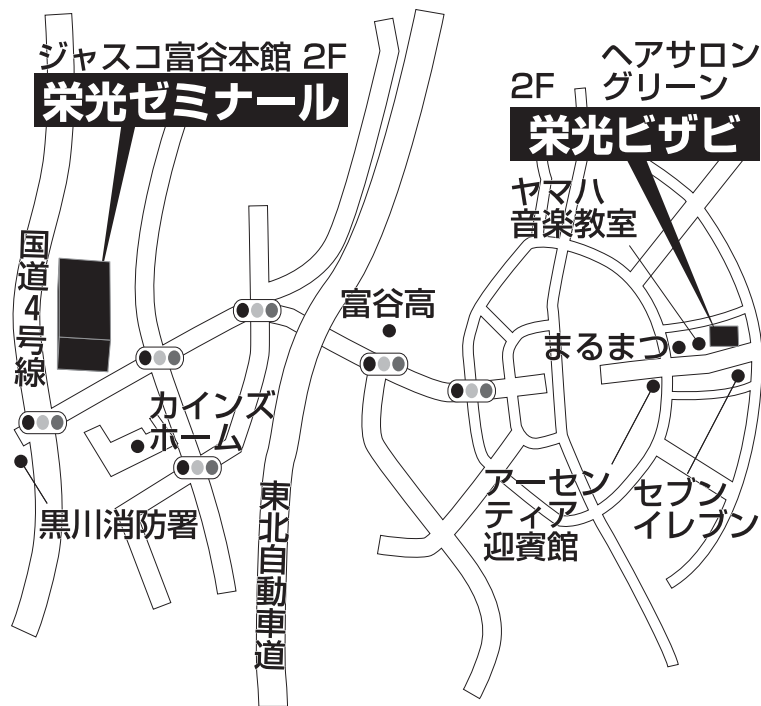 ジャスコ富谷本館 2F
栄光ゼミナール
ヘアサロン
2F グリーン
栄光ビザビ
ヤマハ
音楽教室
国道4号線
富谷高
まるまつ
カインズ
ホーム
黒川消防署
東北自動車道
アーセン
ティア
迎賓館
セブン
イレブン